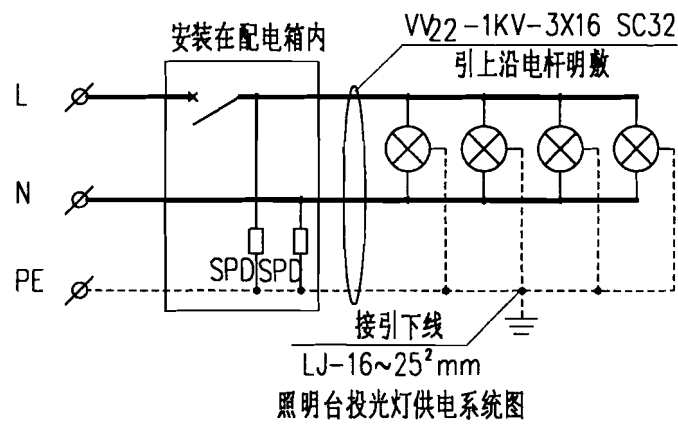 安装在配电箱内
VV22-1KV-3X16 SC32
引上沿电杆明敷
L
N
SPD SPD
PE
接引下线
LJ-16~25²mm
照明台投光灯供电系统图